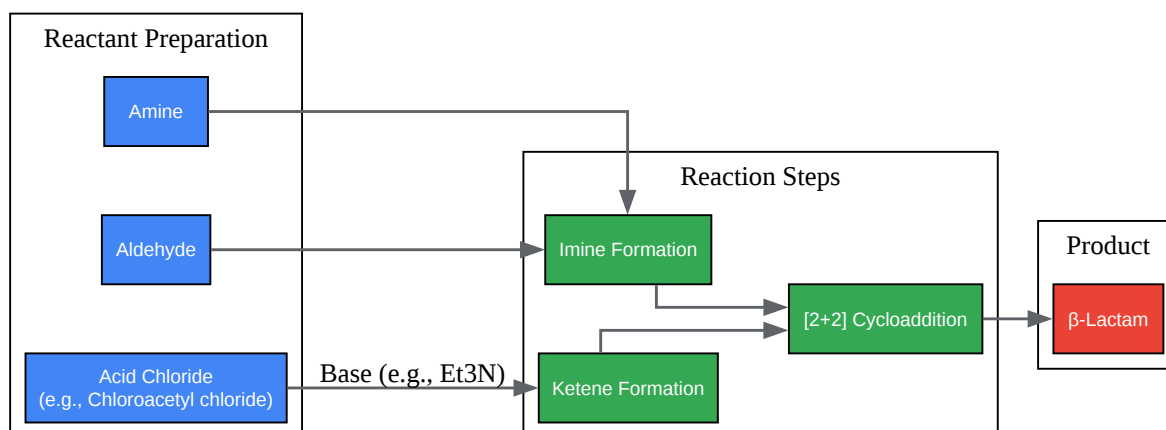 Reactant Preparation
Amine
Aldehyde
Acid Chloride
(e.g., Chloroacetyl chloride)
Base (e.g., Et3N)
Reaction Steps
Imine Formation
Ketene Formation
[2+2] Cycloaddition
Product
β-Lactam